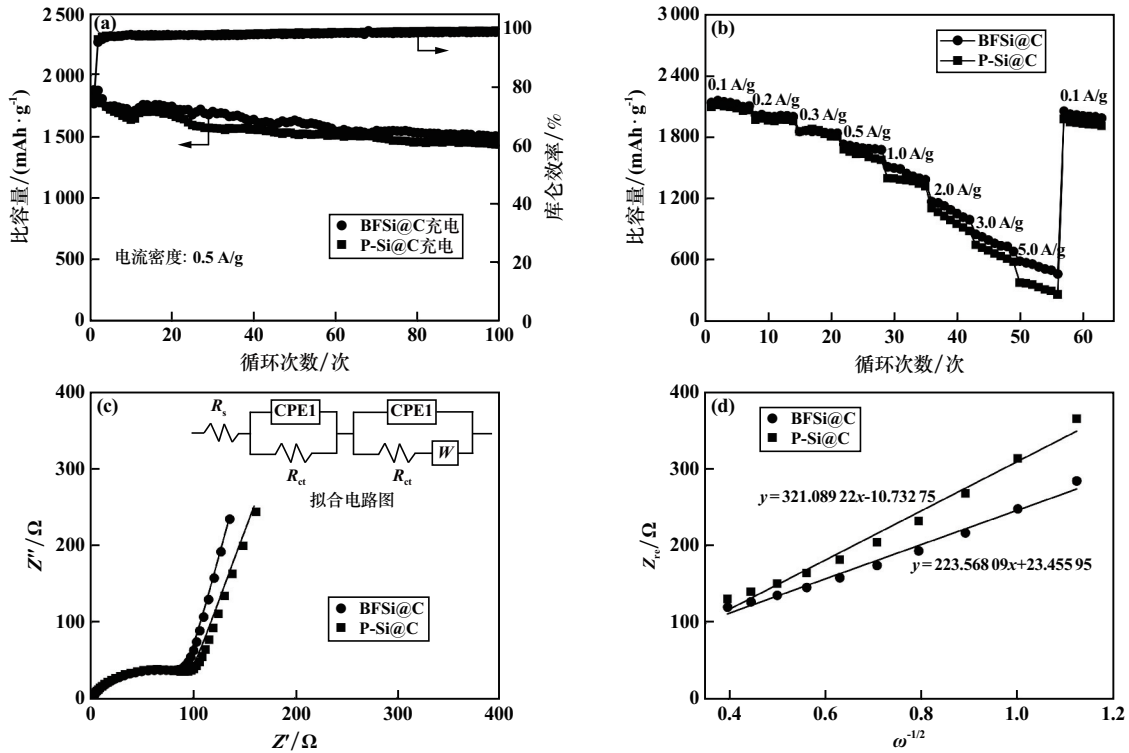 (a)
2 500
2 000
1 500
1 000
500
0
0
20
40
60
80
100
100
80
60
40
20
0
比容量/(mAh · g⁻¹)
库仑效率/%
循环次数/次
BFSi@C充电
P-Si@C充电
电流密度: 0.5 A/g
(b)
3 000
2 400
1 800
1 200
600
0
0
10
20
30
40
50
60
比容量/(mAh · g⁻¹)
循环次数/次
BFSi@C
P-Si@C
0.1 A/g
0.2 A/g
0.3 A/g
0.5 A/g
1.0 A/g
2.0 A/g
3.0 A/g
5.0 A/g
0.1 A/g
(c)
400
300
200
100
0
0
100
200
300
400
Z''/Ω
Z'/Ω
Rs
CPE1
Rct
CPE1
Rct
W
拟合电路图
BFSi@C
P-Si@C
(d)
400
300
200
100
0
0.4
0.6
0.8
1.0
1.2
Zre/Ω
ω⁻¹/²
BFSi@C
P-Si@C
y=321.089 22x-10.732 75
y=223.568 09x+23.455 95